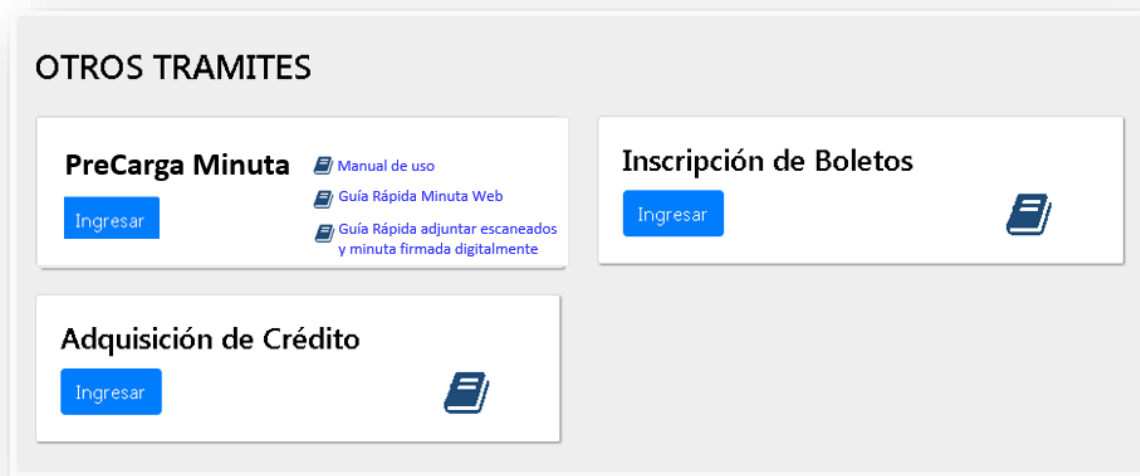 OTROS TRAMITES
PreCarga Minuta
Ingresar
Manual de uso
Guía Rápida Minuta Web
Guía Rápida adjuntar escaneados
y minuta firmada digitalmente
Inscripción de Boletos
Ingresar
Adquisición de Crédito
Ingresar